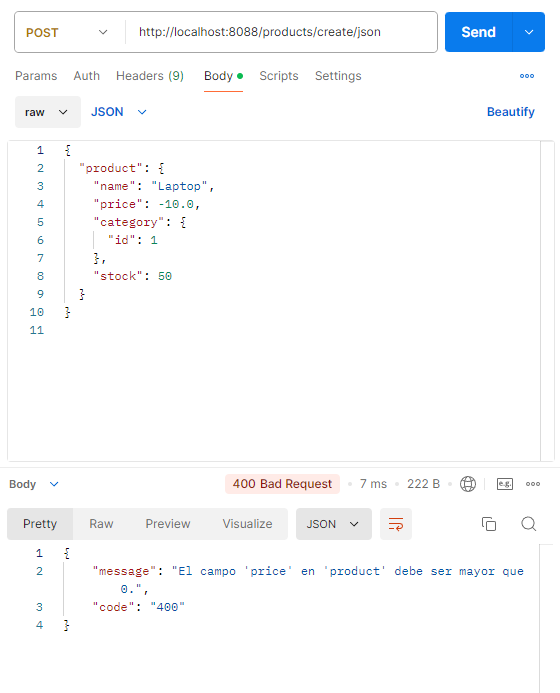 POST http://localhost:8088/products/create/json Send
Params Auth Headers (9) Body Scripts Settings
raw JSON Beautify
1 {
2 "product": {
3 "name": "Laptop",
4 "price": -10.0,
5 "category": {
6 "id": 1
7 },
8 "stock": 50
9 }
10 }
11
Body 400 Bad Request • 7 ms • 222 B • e.g.
Pretty Raw Preview Visualize JSON
1 {
2 "message": "El campo 'price' en 'product' debe ser mayor que
0.",
3 "code": "400"
4 }